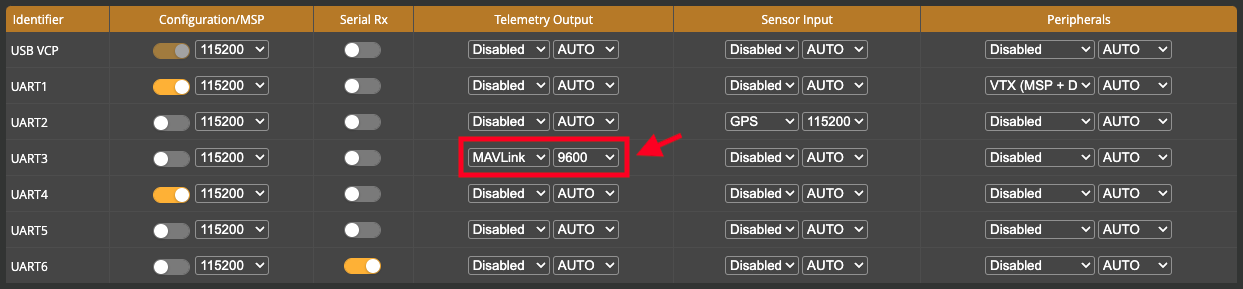 Identifier Configuration/MSP Serial Rx Telemetry Output Sensor Input Peripherals
USB VCP 115200 Disabled AUTO Disabled AUTO Disabled AUTO
UART1 115200 Disabled AUTO Disabled AUTO VTX (MSP + D AUTO
UART2 115200 Disabled AUTO GPS 115200 Disabled AUTO
UART3 115200 MAVLink 9600 Disabled AUTO Disabled AUTO
UART4 115200 Disabled AUTO Disabled AUTO Disabled AUTO
UART5 115200 Disabled AUTO Disabled AUTO Disabled AUTO
UART6 115200 Disabled AUTO Disabled AUTO Disabled AUTO